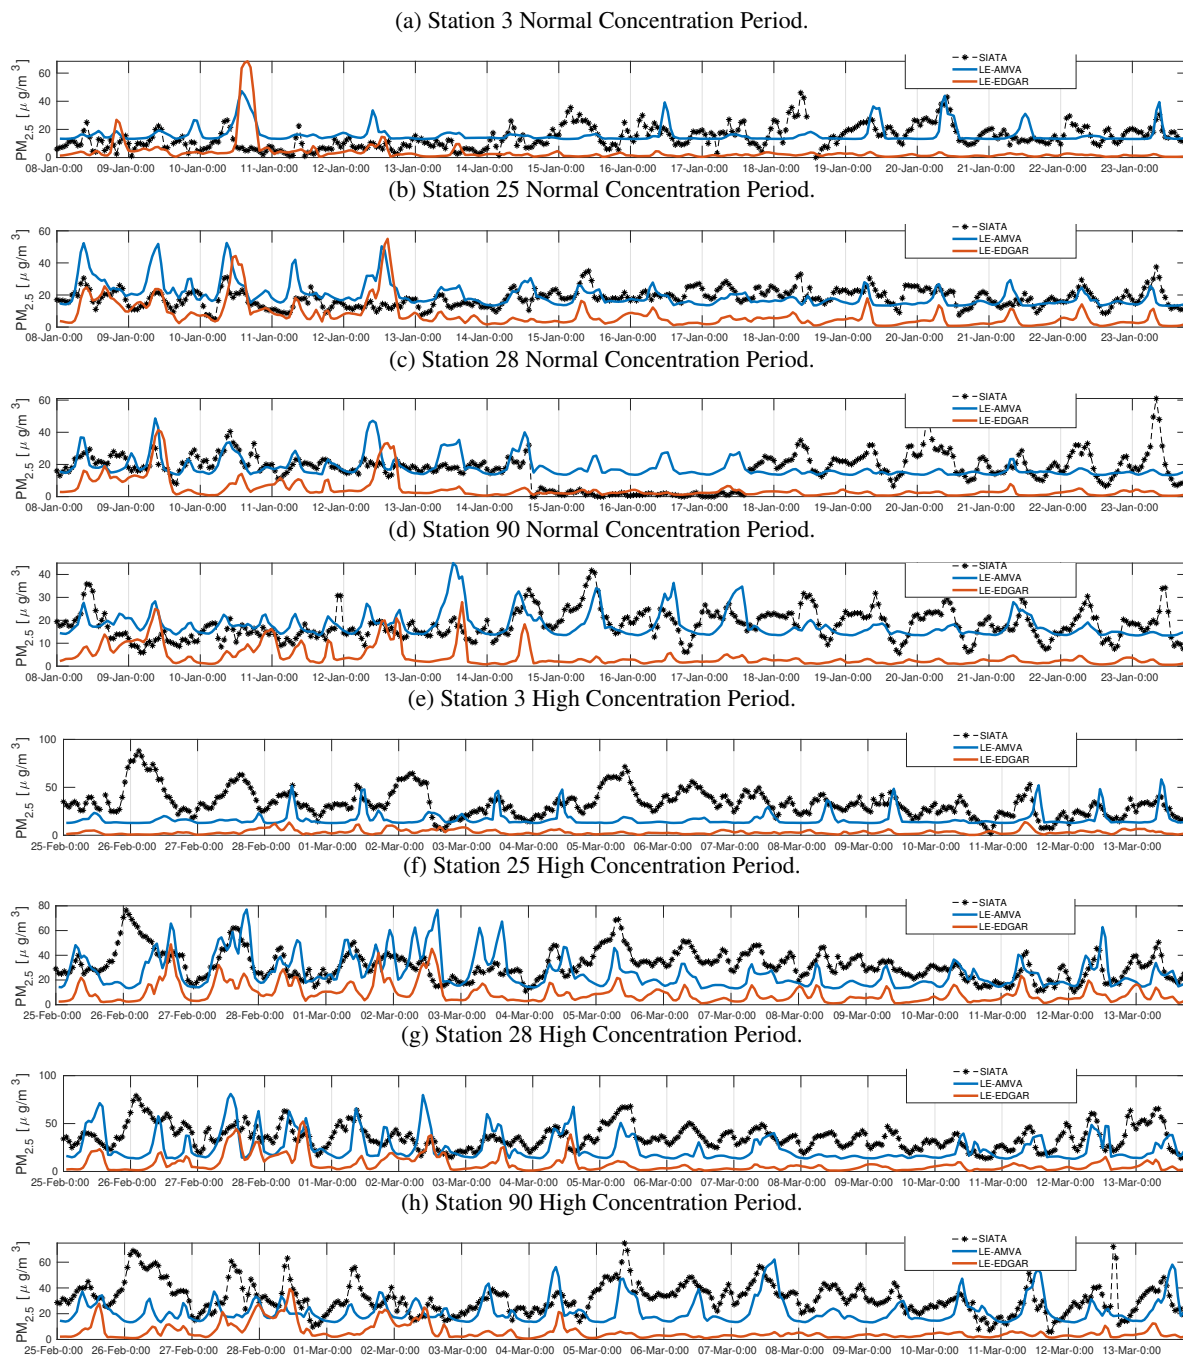 (a) Station 3 Normal Concentration Period.
PM2.5 [ μ g/m 3 ]
60
40
20
0
SIATA
LE-AMVA
LE-EDGAR
08-Jan-0:00 09-Jan-0:00 10-Jan-0:00 11-Jan-0:00 12-Jan-0:00 13-Jan-0:00 14-Jan-0:00 15-Jan-0:00 16-Jan-0:00 17-Jan-0:00 18-Jan-0:00 19-Jan-0:00 20-Jan-0:00 21-Jan-0:00 22-Jan-0:00 23-Jan-0:00
(b) Station 25 Normal Concentration Period.
PM2.5 [ μ g/m 3 ]
60
40
20
0
SIATA
LE-AMVA
LE-EDGAR
08-Jan-0:00 09-Jan-0:00 10-Jan-0:00 11-Jan-0:00 12-Jan-0:00 13-Jan-0:00 14-Jan-0:00 15-Jan-0:00 16-Jan-0:00 17-Jan-0:00 18-Jan-0:00 19-Jan-0:00 20-Jan-0:00 21-Jan-0:00 22-Jan-0:00 23-Jan-0:00
(c) Station 28 Normal Concentration Period.
PM2.5 [ μ g/m 3 ]
60
40
20
0
SIATA
LE-AMVA
LE-EDGAR
08-Jan-0:00 09-Jan-0:00 10-Jan-0:00 11-Jan-0:00 12-Jan-0:00 13-Jan-0:00 14-Jan-0:00 15-Jan-0:00 16-Jan-0:00 17-Jan-0:00 18-Jan-0:00 19-Jan-0:00 20-Jan-0:00 21-Jan-0:00 22-Jan-0:00 23-Jan-0:00
(d) Station 90 Normal Concentration Period.
PM2.5 [ μ g/m 3 ]
40
20
0
SIATA
LE-AMVA
LE-EDGAR
08-Jan-0:00 09-Jan-0:00 10-Jan-0:00 11-Jan-0:00 12-Jan-0:00 13-Jan-0:00 14-Jan-0:00 15-Jan-0:00 16-Jan-0:00 17-Jan-0:00 18-Jan-0:00 19-Jan-0:00 20-Jan-0:00 21-Jan-0:00 22-Jan-0:00 23-Jan-0:00
(e) Station 3 High Concentration Period.
PM2.5 [ μ g/m 3 ]
100
50
0
SIATA
LE-AMVA
LE-EDGAR
25-Feb-0:00 26-Feb-0:00 27-Feb-0:00 28-Feb-0:00 01-Mar-0:00 02-Mar-0:00 03-Mar-0:00 04-Mar-0:00 05-Mar-0:00 06-Mar-0:00 07-Mar-0:00 08-Mar-0:00 09-Mar-0:00 10-Mar-0:00 11-Mar-0:00 12-Mar-0:00 13-Mar-0:00
(f) Station 25 High Concentration Period.
PM2.5 [ μ g/m 3 ]
80
60
40
20
0
SIATA
LE-AMVA
LE-EDGAR
25-Feb-0:00 26-Feb-0:00 27-Feb-0:00 28-Feb-0:00 01-Mar-0:00 02-Mar-0:00 03-Mar-0:00 04-Mar-0:00 05-Mar-0:00 06-Mar-0:00 07-Mar-0:00 08-Mar-0:00 09-Mar-0:00 10-Mar-0:00 11-Mar-0:00 12-Mar-0:00 13-Mar-0:00
(g) Station 28 High Concentration Period.
PM2.5 [ μ g/m 3 ]
100
50
0
SIATA
LE-AMVA
LE-EDGAR
25-Feb-0:00 26-Feb-0:00 27-Feb-0:00 28-Feb-0:00 01-Mar-0:00 02-Mar-0:00 03-Mar-0:00 04-Mar-0:00 05-Mar-0:00 06-Mar-0:00 07-Mar-0:00 08-Mar-0:00 09-Mar-0:00 10-Mar-0:00 11-Mar-0:00 12-Mar-0:00 13-Mar-0:00
(h) Station 90 High Concentration Period.
PM2.5 [ μ g/m 3 ]
60
40
20
0
SIATA
LE-AMVA
LE-EDGAR
25-Feb-0:00 26-Feb-0:00 27-Feb-0:00 28-Feb-0:00 01-Mar-0:00 02-Mar-0:00 03-Mar-0:00 04-Mar-0:00 05-Mar-0:00 06-Mar-0:00 07-Mar-0:00 08-Mar-0:00 09-Mar-0:00 10-Mar-0:00 11-Mar-0:00 12-Mar-0:00 13-Mar-0:00